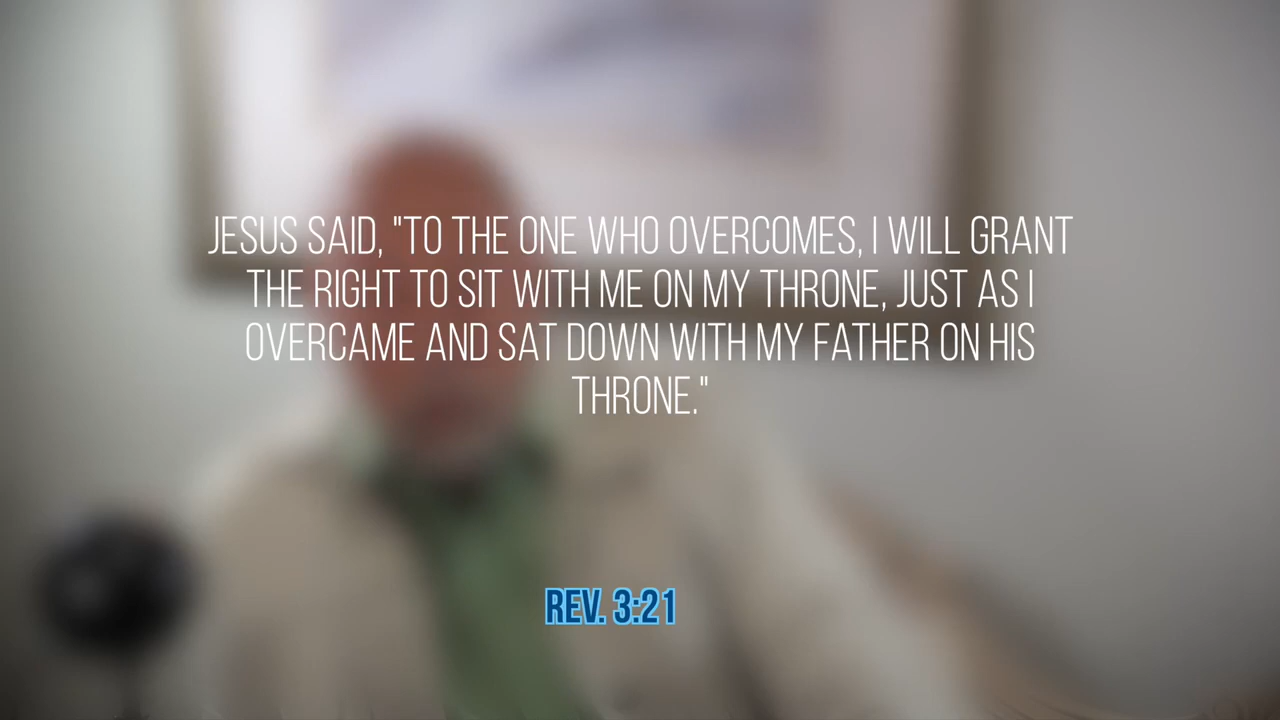 JESUS SAID, "TO THE ONE WHO OVERCOMES, I WILL GRANT
THE RIGHT TO SIT WITH ME ON MY THRONE, JUST AS I
OVERCAME AND SAT DOWN WITH MY FATHER ON HIS
THRONE."
REV. 3:21